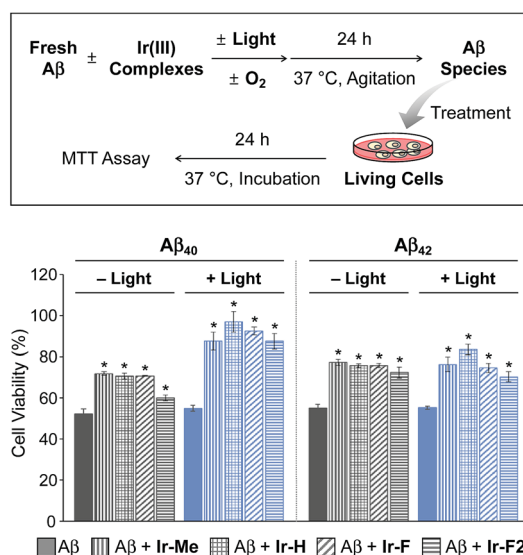 Fresh Aβ ± Ir(III) Complexes
± Light
± O₂
24 h
37 °C, Agitation
Aβ Species
Treatment
Living Cells
24 h
37 °C, Incubation
MTT Assay
Aβ₄₀ Aβ₄₂
– Light + Light – Light + Light
Cell Viability (%)
120
100
80
60
40
20
0
* * * * * * * * * * * * * * * *
Aβ Aβ + Ir-Me Aβ + Ir-H Aβ + Ir-F Aβ + Ir-F2